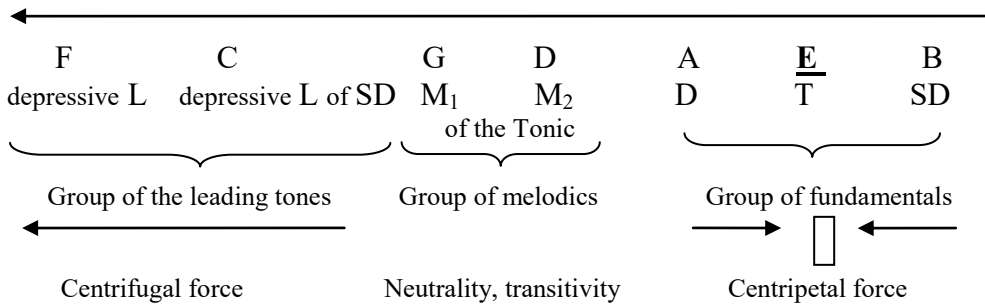 F C G D A E B
depressive L depressive L of SD M₁ M₂ D T SD
of the Tonic
Group of the leading tones Group of melodics Group of fundamentals
Centrifugal force Neutrality, transitivity Centripetal force